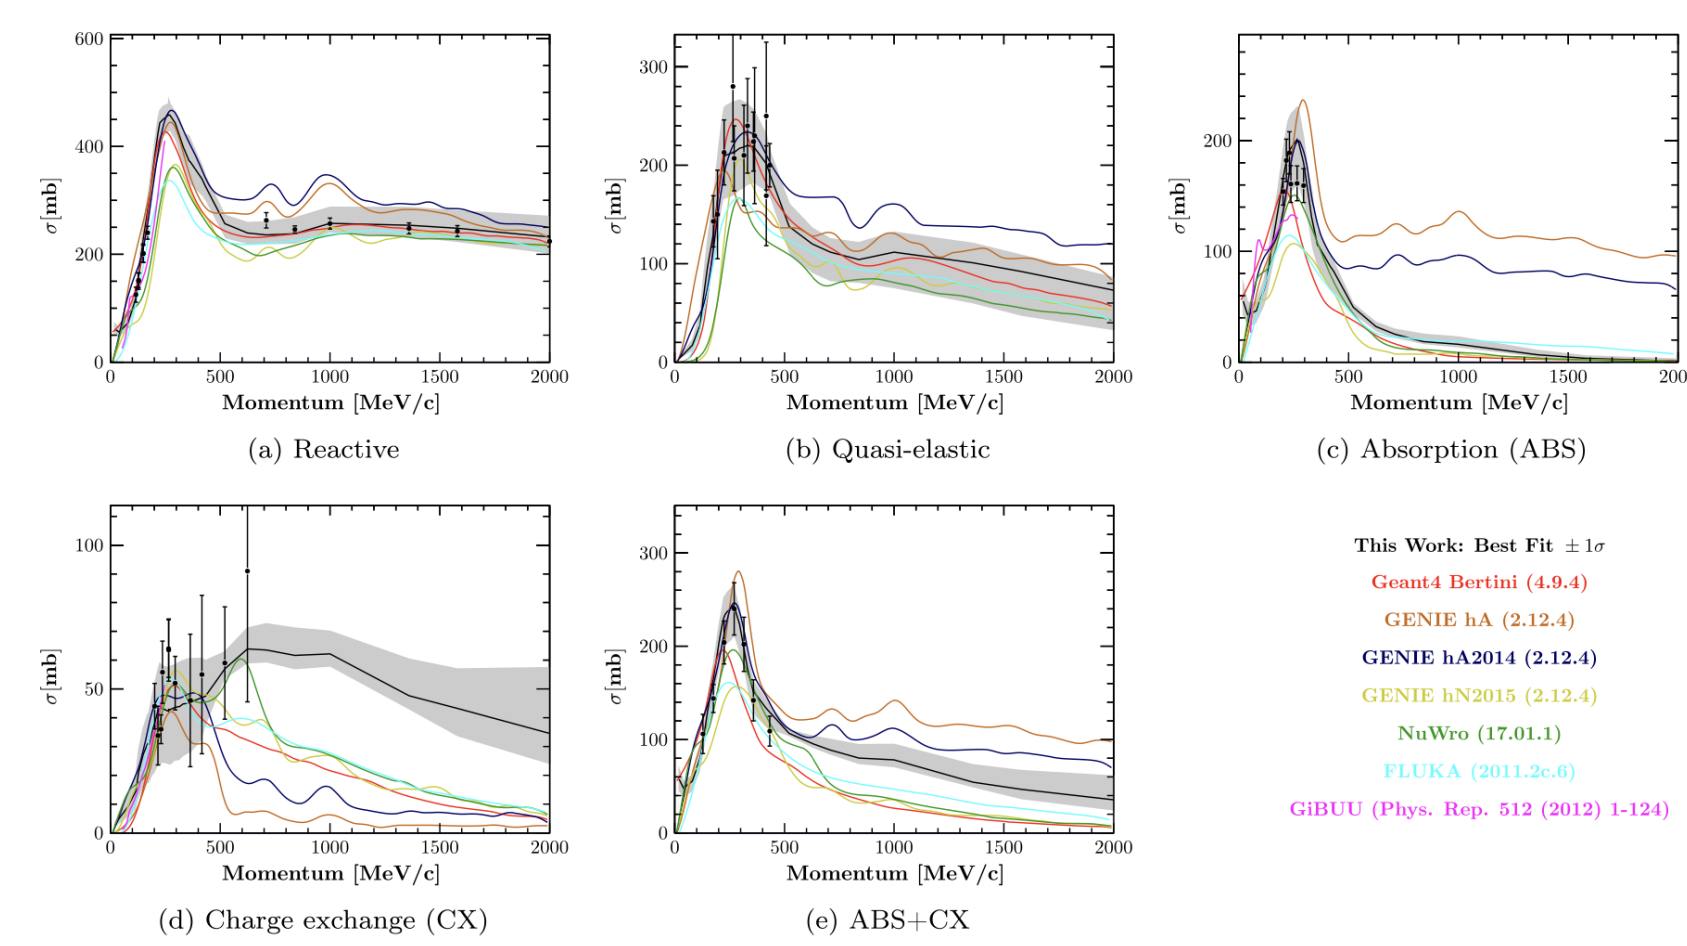 600
400
200
0
σ[mb]
0 500 1000 1500 2000
Momentum [MeV/c]
(a) Reactive
300
200
100
0
σ[mb]
0 500 1000 1500 2000
Momentum [MeV/c]
(b) Quasi-elastic
200
100
0
σ[mb]
0 500 1000 1500 200
Momentum [MeV/c]
(c) Absorption (ABS)
100
50
0
σ[mb]
0 500 1000 1500 2000
Momentum [MeV/c]
(d) Charge exchange (CX)
300
200
100
0
σ[mb]
0 500 1000 1500 2000
Momentum [MeV/c]
(e) ABS+CX
This Work: Best Fit ± 1σ
Geant4 Bertini (4.9.4)
GENIE hA (2.12.4)
GENIE hA2014 (2.12.4)
GENIE hN2015 (2.12.4)
NuWro (17.01.1)
FLUKA (2011.2c.6)
GiBUU (Phys. Rep. 512 (2012) 1-124)